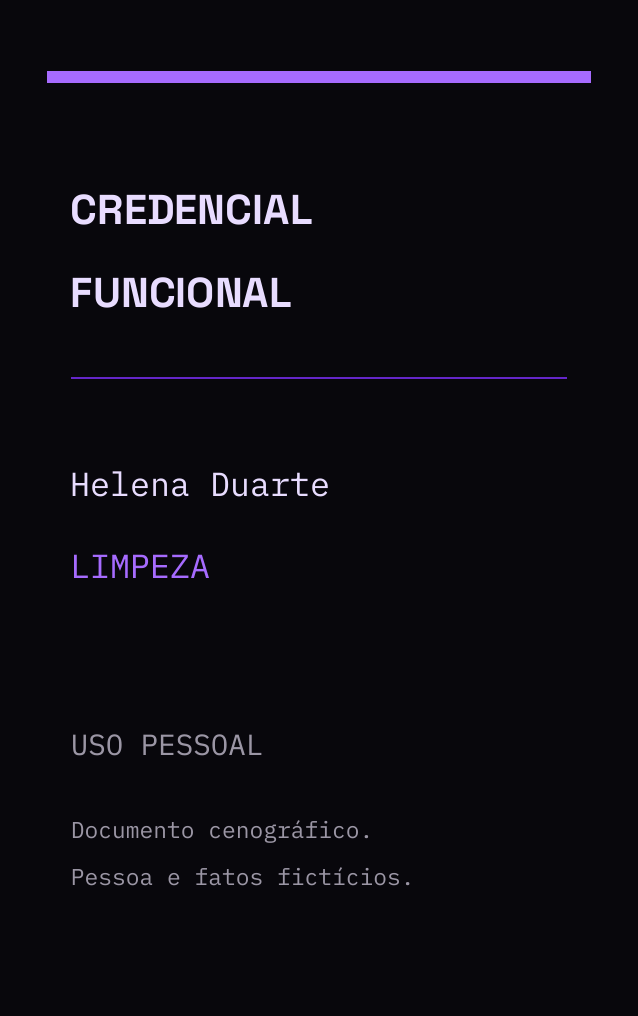 CREDENCIAL
FUNCIONAL
Helena Duarte
LIMPEZA
USO PESSOAL
Documento cenográfico.
Pessoa e fatos fictícios.